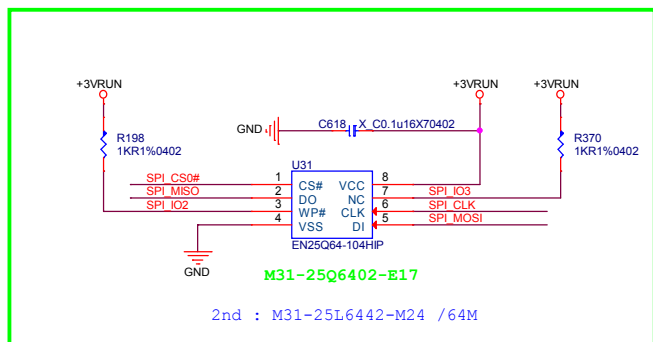 +3VRUN +3VRUN +3VRUN
GND C618 X_C0.1u16X70402
R198
1KR1%0402
R370
1KR1%0402
U31
SPI_CS0# 1 CS# VCC 8
SPI_MISO 2 DO NC 7 SPI_IO3
SPI_IO2 3 WP# CLK 6 SPI_CLK
4 VSS DI 5 SPI_MOSI
EN25Q64-104HIP
GND
M31-25Q6402-E17
2nd : M31-25L6442-M24 /64M